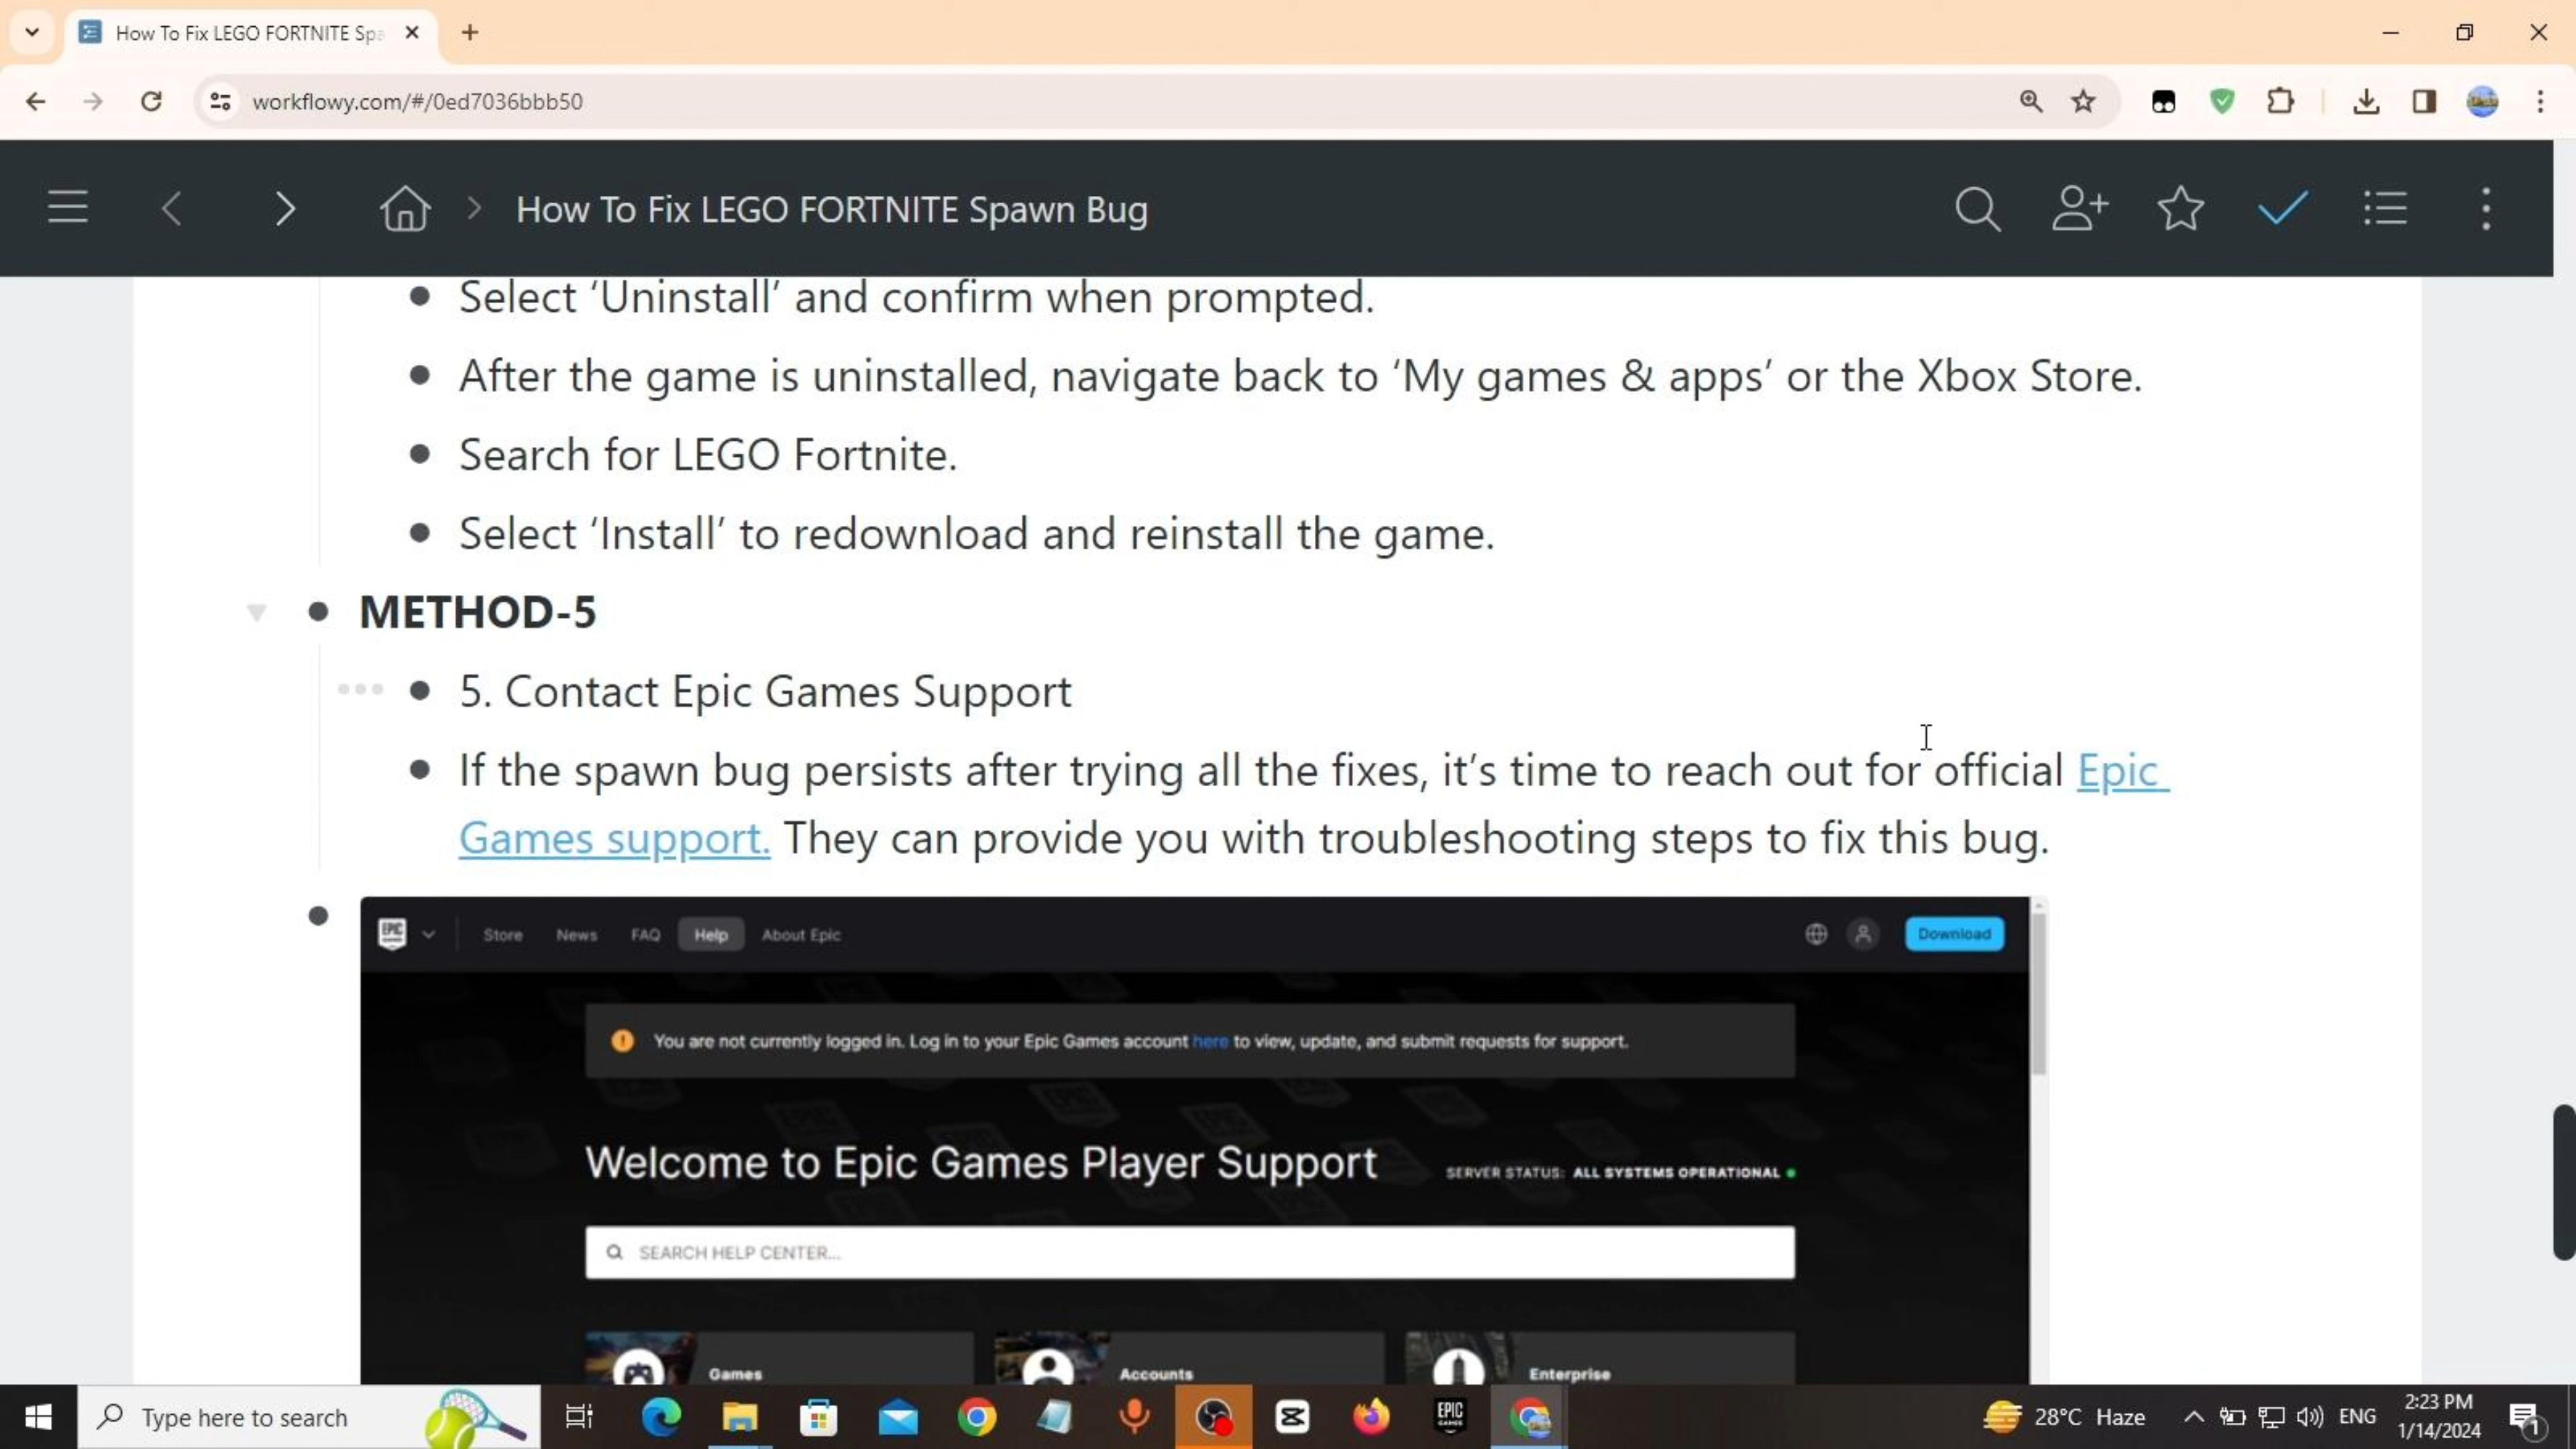 How To Fix LEGO FORTNITE Spa
workflowy.com/#/0ed7036bbb50
How To Fix LEGO FORTNITE Spawn Bug
Select ‘Uninstall’ and confirm when prompted.
After the game is uninstalled, navigate back to ‘My games & apps’ or the Xbox Store.
Search for LEGO Fortnite.
Select ‘Install’ to redownload and reinstall the game.
METHOD-5
5. Contact Epic Games Support
If the spawn bug persists after trying all the fixes, it’s time to reach out for official Epic
Games support. They can provide you with troubleshooting steps to fix this bug.
EPIC GAMES Store News FAQ Help About Epic Download
You are not currently logged in. Log in to your Epic Games account here to view, update, and submit requests for support.
Welcome to Epic Games Player Support
SERVER STATUS: ALL SYSTEMS OPERATIONAL
SEARCH HELP CENTER...
Games Accounts Enterprise
Type here to search
EPIC GAMES
28°C Haze
ENG
2:23 PM
1/14/2024
1